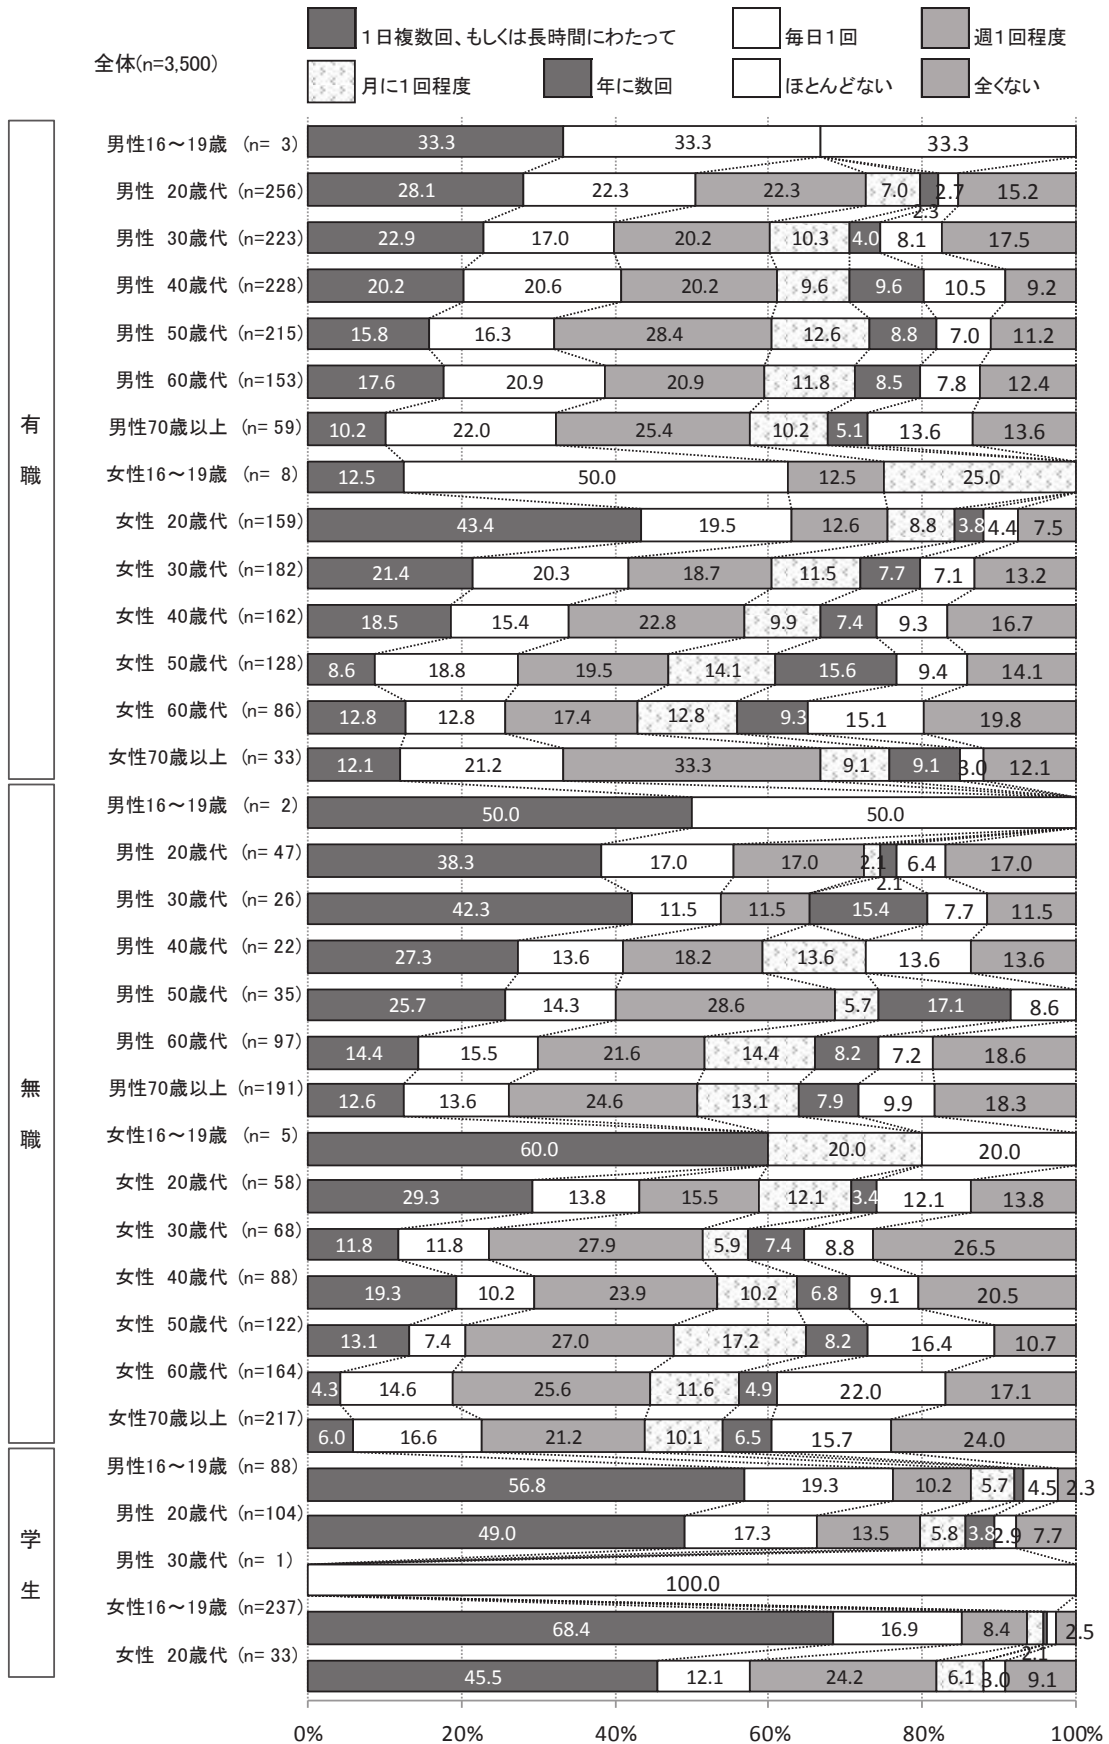 全体(n=3,500)
1日複数回、もしくは長時間にわたって 毎日1回 週1回程度
月に1回程度 年に数回 ほとんどない 全くない
有職
男性16～19歳 (n= 3) 33.3 33.3 33.3
男性 20歳代 (n=256) 28.1 22.3 22.3 7.0 2.3 2.7 15.2
男性 30歳代 (n=223) 22.9 17.0 20.2 10.3 4.0 8.1 17.5
男性 40歳代 (n=228) 20.2 20.6 20.2 9.6 9.6 10.5 9.2
男性 50歳代 (n=215) 15.8 16.3 28.4 12.6 8.8 7.0 11.2
男性 60歳代 (n=153) 17.6 20.9 20.9 11.8 8.5 7.8 12.4
男性70歳以上 (n= 59) 10.2 22.0 25.4 10.2 5.1 13.6 13.6
女性16～19歳 (n= 8) 12.5 50.0 12.5 25.0
女性 20歳代 (n=159) 43.4 19.5 12.6 8.8 3.8 4.4 7.5
女性 30歳代 (n=182) 21.4 20.3 18.7 11.5 7.7 7.1 13.2
女性 40歳代 (n=162) 18.5 15.4 22.8 9.9 7.4 9.3 16.7
女性 50歳代 (n=128) 8.6 18.8 19.5 14.1 15.6 9.4 14.1
女性 60歳代 (n= 86) 12.8 12.8 17.4 12.8 9.3 15.1 19.8
女性70歳以上 (n= 33) 12.1 21.2 33.3 9.1 9.1 3.0 12.1
無職
男性16～19歳 (n= 2) 50.0 50.0
男性 20歳代 (n= 47) 38.3 17.0 17.0 2.1 2.1 6.4 17.0
男性 30歳代 (n= 26) 42.3 11.5 11.5 15.4 7.7 11.5
男性 40歳代 (n= 22) 27.3 13.6 18.2 13.6 13.6 13.6
男性 50歳代 (n= 35) 25.7 14.3 28.6 5.7 17.1 8.6
男性 60歳代 (n= 97) 14.4 15.5 21.6 14.4 8.2 7.2 18.6
男性70歳以上 (n=191) 12.6 13.6 24.6 13.1 7.9 9.9 18.3
女性16～19歳 (n= 5) 60.0 20.0 20.0
女性 20歳代 (n= 58) 29.3 13.8 15.5 12.1 3.4 12.1 13.8
女性 30歳代 (n= 68) 11.8 11.8 27.9 5.9 7.4 8.8 26.5
女性 40歳代 (n= 88) 19.3 10.2 23.9 10.2 6.8 9.1 20.5
女性 50歳代 (n=122) 13.1 7.4 27.0 17.2 8.2 16.4 10.7
女性 60歳代 (n=164) 4.3 14.6 25.6 11.6 4.9 22.0 17.1
女性70歳以上 (n=217) 6.0 16.6 21.2 10.1 6.5 15.7 24.0
学生
男性16～19歳 (n= 88) 56.8 19.3 10.2 5.7 4.5 2.3
男性 20歳代 (n=104) 49.0 17.3 13.5 5.8 3.8 2.9 7.7
男性 30歳代 (n= 1) 100.0
女性16～19歳 (n=237) 68.4 16.9 8.4 2.1 2.5
女性 20歳代 (n= 33) 45.5 12.1 24.2 6.1 3.0 9.1
0% 20% 40% 60% 80% 100%